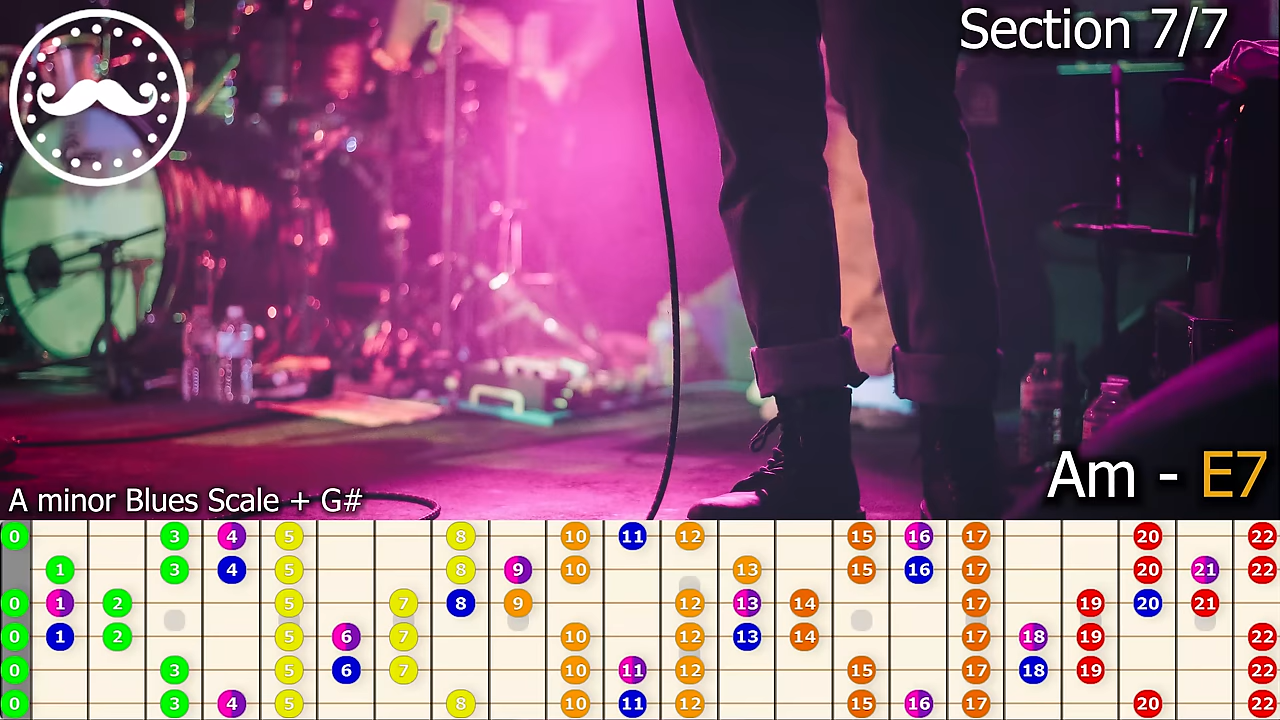 Section 7/7
Am - E7
A minor Blues Scale + G#
0 3 4 5 8 10 11 12 15 16 17 20 22
1 3 4 5 8 9 10 13 15 16 17 20 21 22
0 1 2 5 7 8 9 12 13 14 17 19 20 21
0 1 2 5 6 7 10 12 13 14 17 18 19 22
0 3 5 6 7 10 11 12 15 17 18 19 22
0 3 4 5 8 10 11 12 15 16 17 20 22